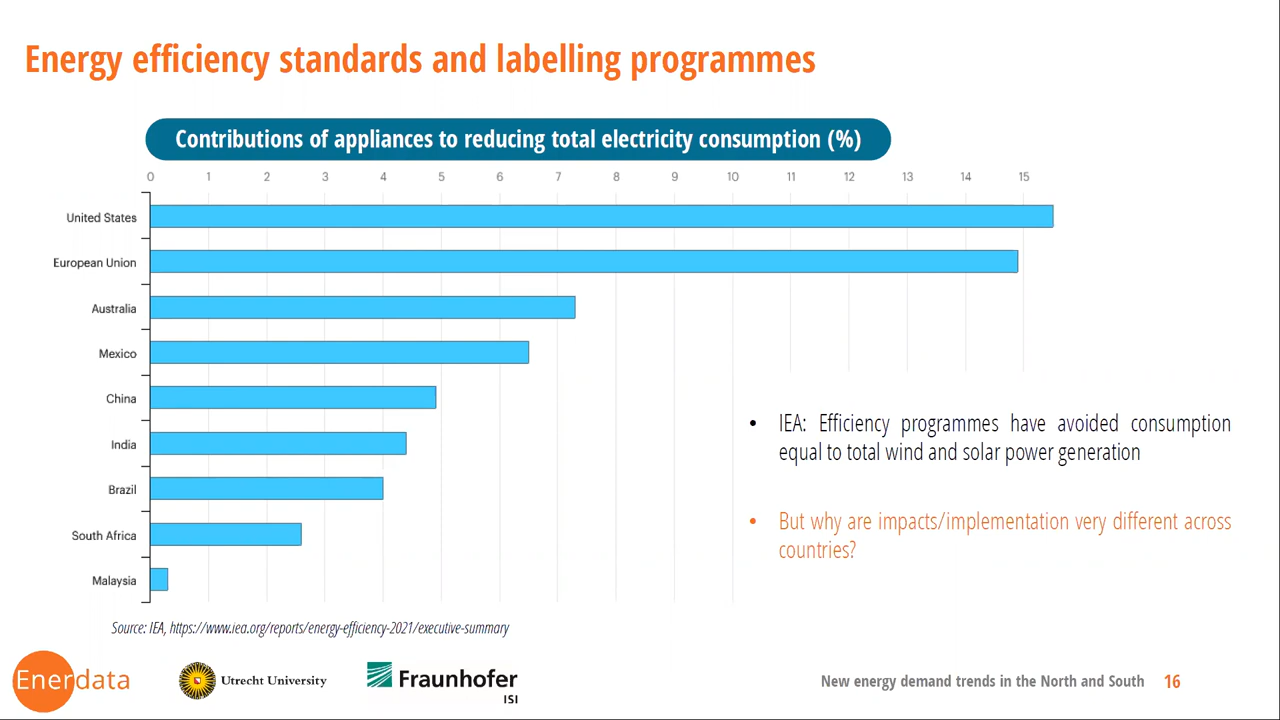 Energy efficiency standards and labelling programmes
Contributions of appliances to reducing total electricity consumption (%)
0 1 2 3 4 5 6 7 8 9 10 11 12 13 14 15
United States
European Union
Australia
Mexico
China
India
Brazil
South Africa
Malaysia
• IEA: Efficiency programmes have avoided consumption
equal to total wind and solar power generation
• But why are impacts/implementation very different across
countries?
Source: IEA, https://www.iea.org/reports/energy-efficiency-2021/executive-summary
Enerdata
Utrecht University
Fraunhofer
ISI
New energy demand trends in the North and South 16